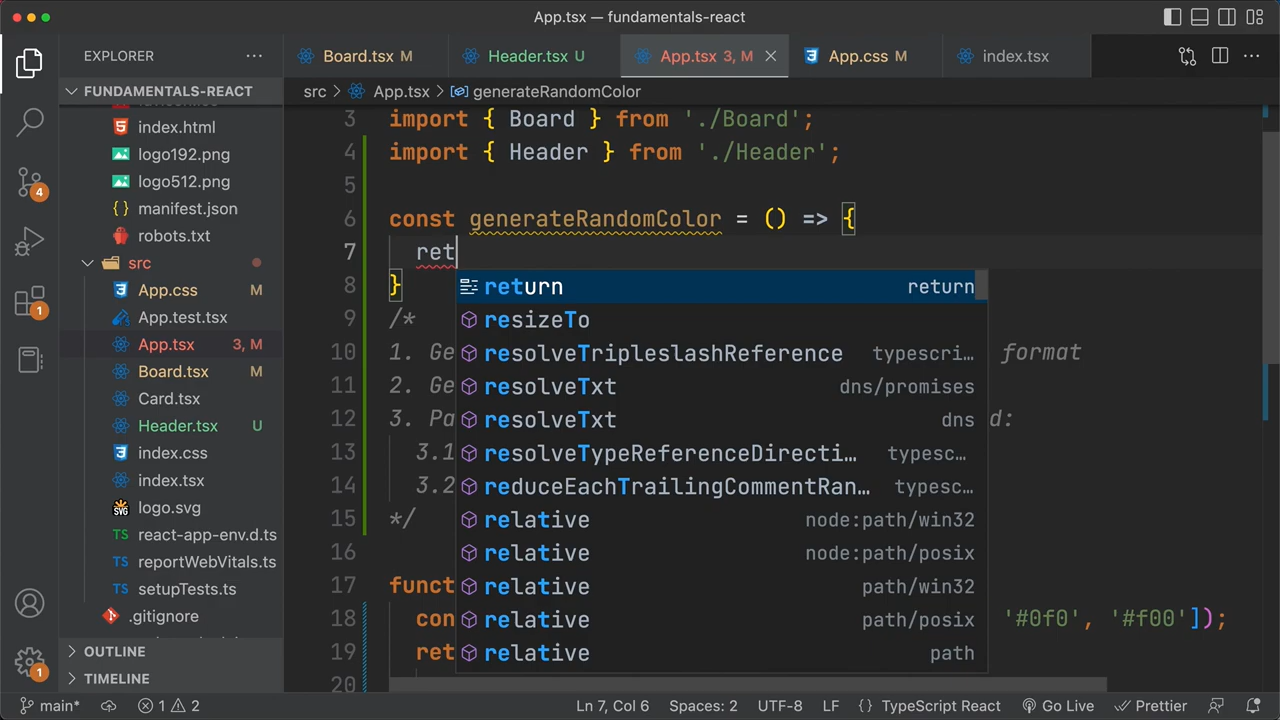 App.tsx — fundamentals-react
EXPLORER
Board.tsx M
Header.tsx U
App.tsx 3, M
App.css M
index.tsx
FUNDAMENTALS-REACT
src > App.tsx > generateRandomColor
index.html
logo192.png
logo512.png
manifest.json
robots.txt
src
App.css M
App.test.tsx
App.tsx 3, M
Board.tsx M
Card.tsx
Header.tsx U
index.css
index.tsx
logo.svg
react-app-env.d.ts
reportWebVitals.ts
setupTests.ts
.gitignore
OUTLINE
TIMELINE
4
1
1
3 import { Board } from './Board';
4 import { Header } from './Header';
5
6 const generateRandomColor = () => {
7 ret
8 }
9 /*
10 1. Ge format
11 2. Ge
12 3. Pa d:
13 3.1
14 3.2
15 */
16
17 funct
18 con '#0f0', '#f00']);
19 ret
20
return return
resizeTo
resolveTripleslashReference typescri…
resolveTxt dns/promises
resolveTxt dns
resolveTypeReferenceDirecti… typesc…
reduceEachTrailingCommentRan… typesc…
relative node:path/win32
relative node:path/posix
relative path/win32
relative path/posix
relative path
main* 1 2 Ln 7, Col 6 Spaces: 2 UTF-8 LF {} TypeScript React Go Live Prettier